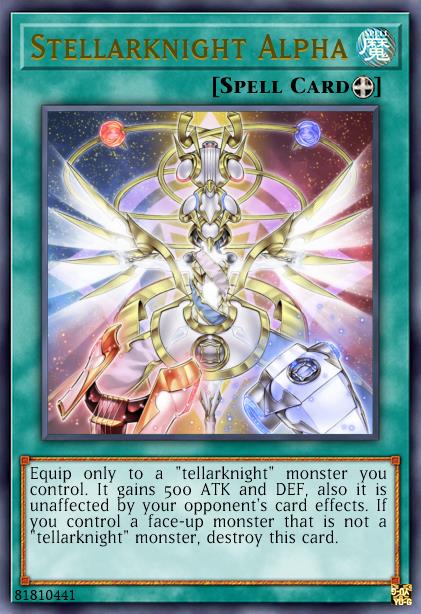 Stellarknight Alpha
SPELL
魔
[Spell Card]
Equip only to a "tellarknight" monster you
control. It gains 500 ATK and DEF, also it is
unaffected by your opponent's card effects. If
you control a face-up monster that is not a
"tellarknight" monster, destroy this card.
81810441